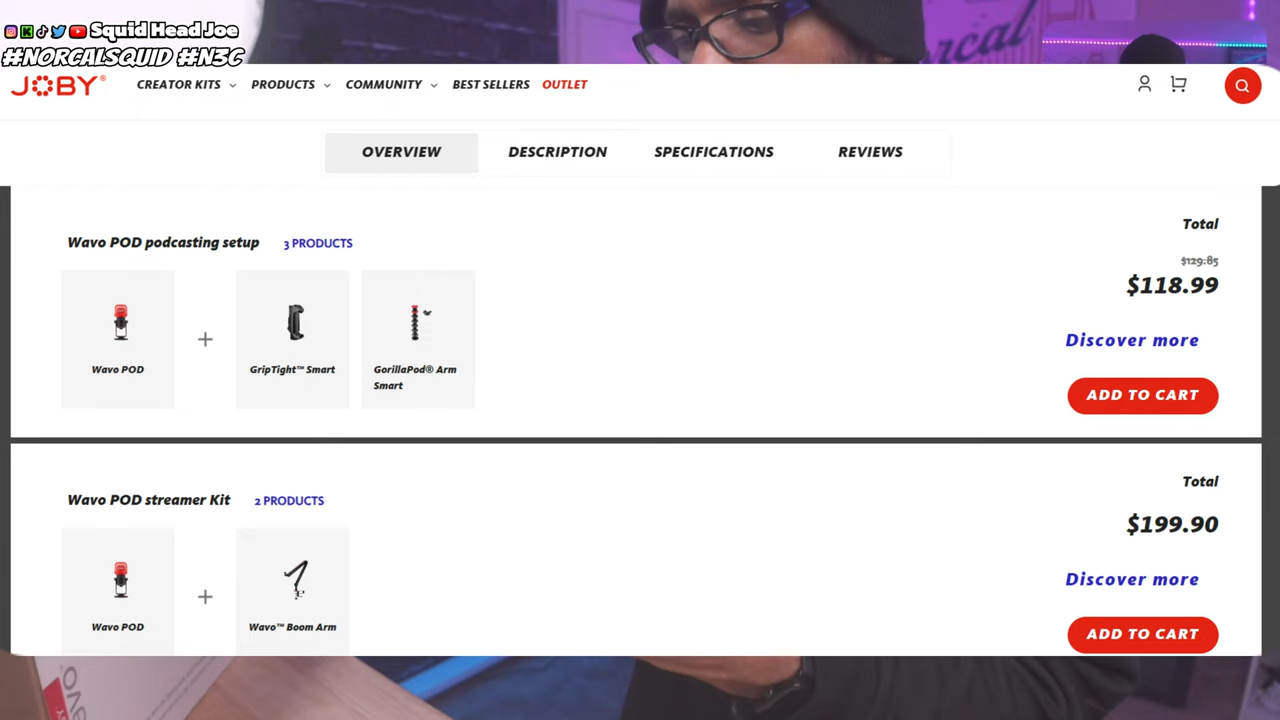 Squid Head Joe
#NORCALSQUID #N3C
JOBY®
CREATOR KITS
PRODUCTS
COMMUNITY
BEST SELLERS
OUTLET
OVERVIEW
DESCRIPTION
SPECIFICATIONS
REVIEWS
Wavo POD podcasting setup
3 PRODUCTS
Total
$129.85
$118.99
Discover more
ADD TO CART
Wavo POD
+
GripTight™ Smart
GorillaPod® Arm
Smart
Wavo POD streamer Kit
2 PRODUCTS
Total
$199.90
Discover more
ADD TO CART
Wavo POD
+
Wavo™ Boom Arm